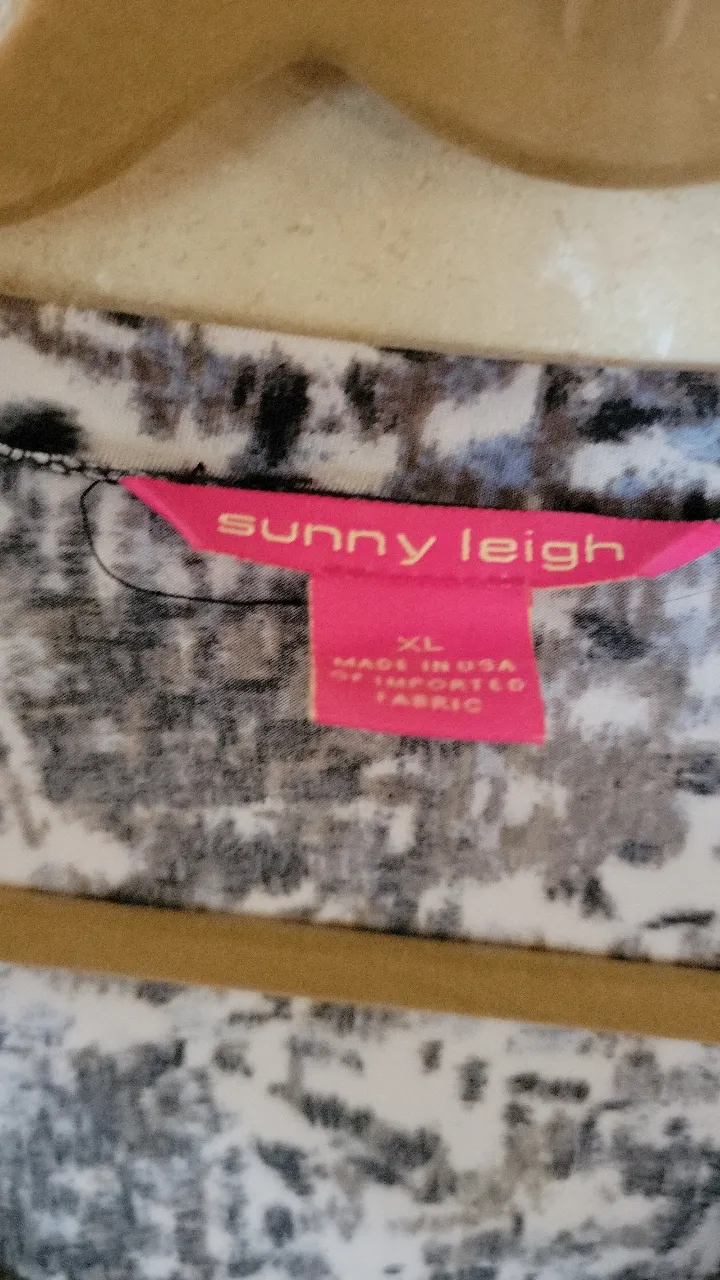 sunny leigh
XL
MADE IN USA
OF IMPORTED
FABRIC